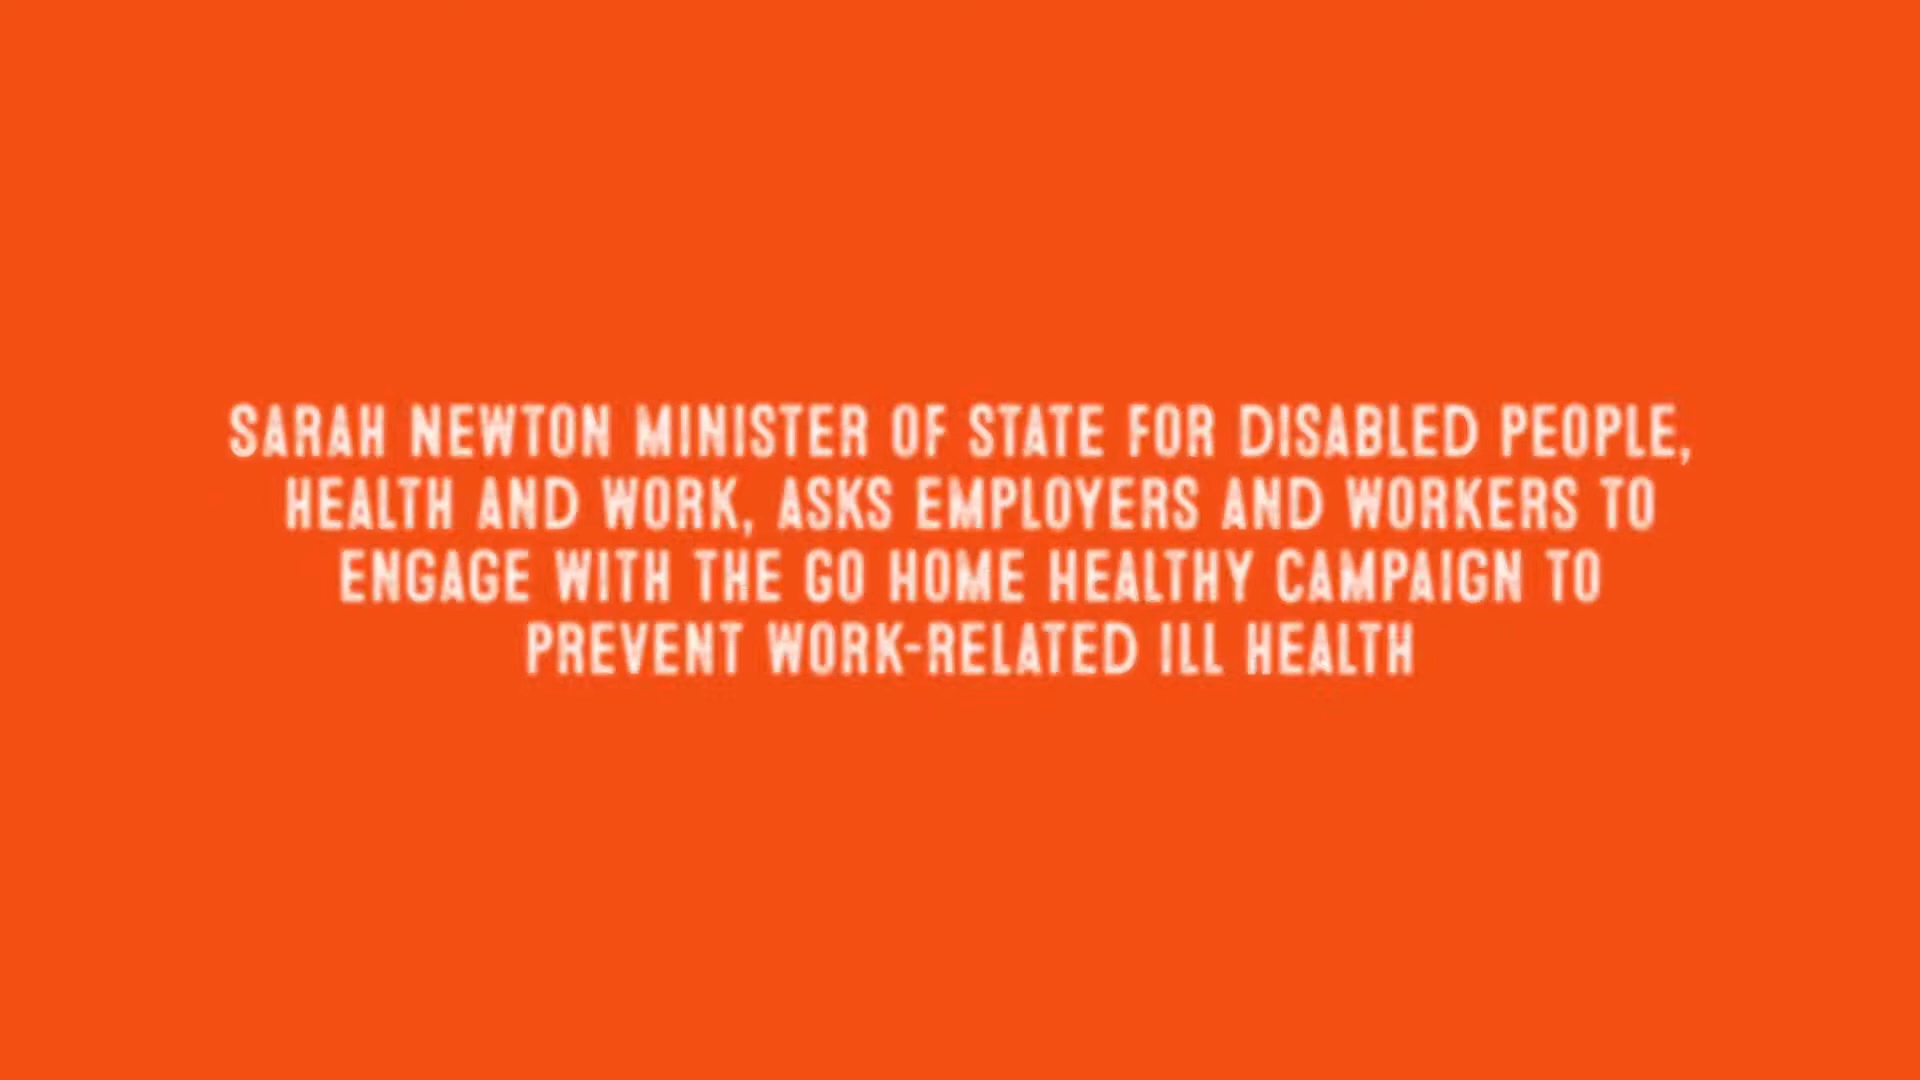 SARAH NEWTON MINISTER OF STATE FOR DISABLED PEOPLE,
HEALTH AND WORK, ASKS EMPLOYERS AND WORKERS TO
ENGAGE WITH THE GO HOME HEALTHY CAMPAIGN TO
PREVENT WORK-RELATED ILL HEALTH